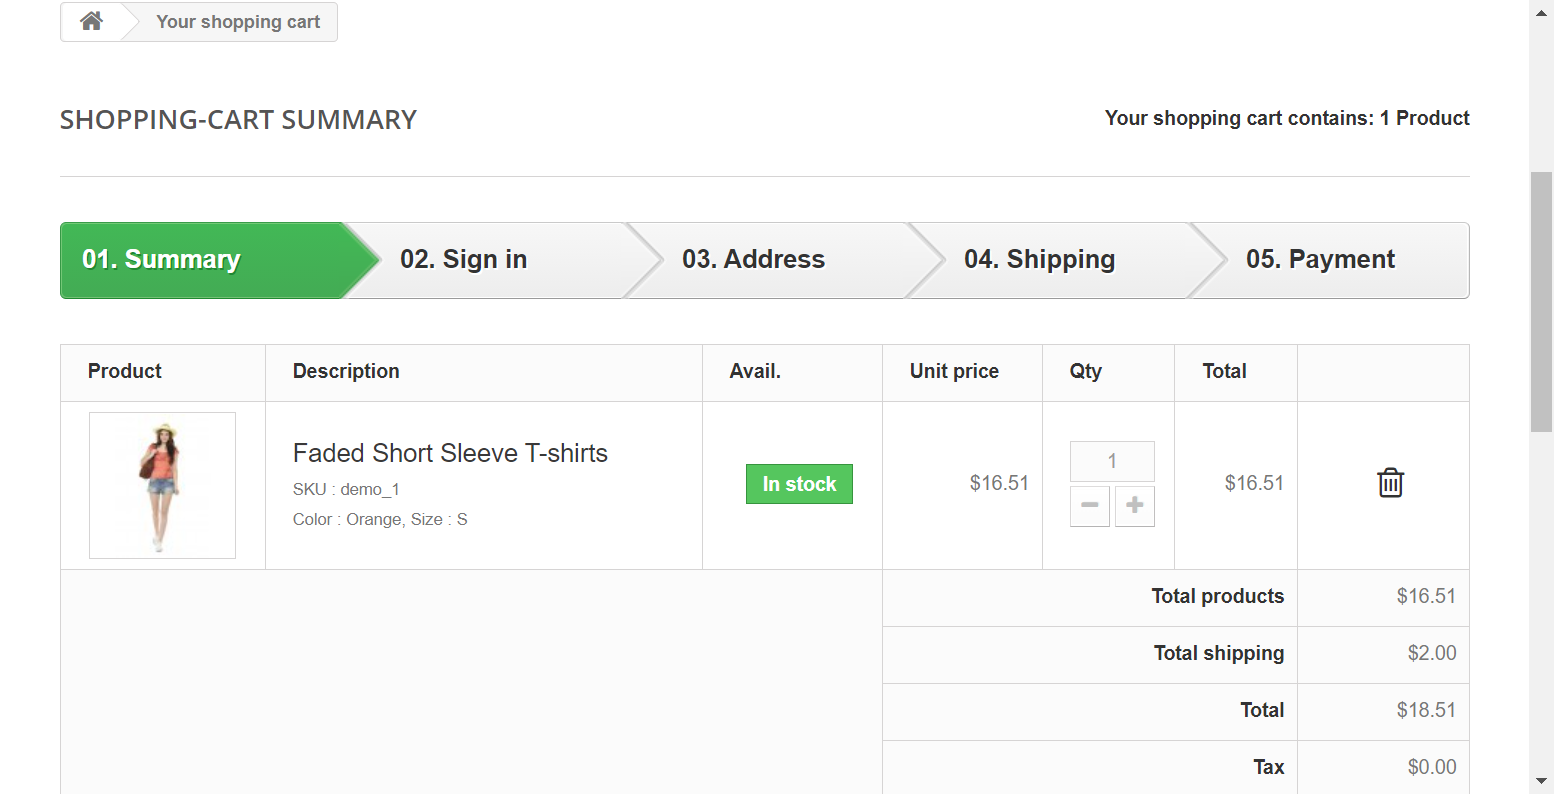 Your shopping cart
SHOPPING-CART SUMMARY
Your shopping cart contains: 1 Product
01. Summary
02. Sign in
03. Address
04. Shipping
05. Payment
Product
Description
Avail.
Unit price
Qty
Total
Faded Short Sleeve T-shirts
SKU : demo_1
Color : Orange, Size : S
In stock
$16.51
1
$16.51
Total products
$16.51
Total shipping
$2.00
Total
$18.51
Tax
$0.00